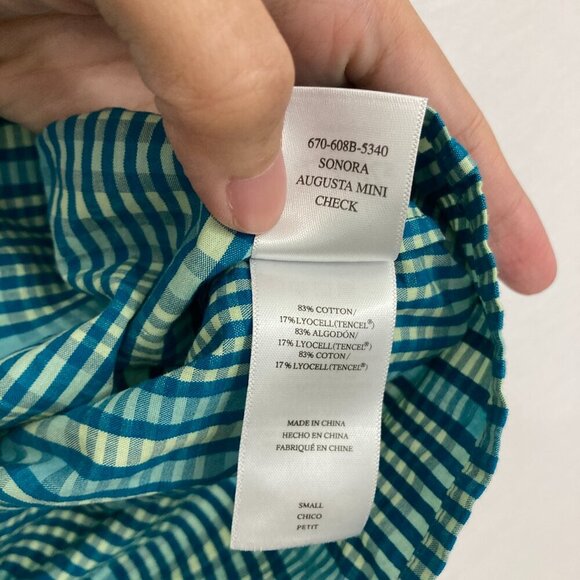 670-608B-5340
SONORA
AUGUSTA MINI
CHECK
83% COTTON/
17% LYOCELL(TENCEL®)
83% ALGODÓN/
17% LYOCELL(TENCEL®)
83% COTON/
17% LYOCELL(TENCEL®)
MADE IN CHINA
HECHO EN CHINA
FABRIQUÉ EN CHINE
SMALL
CHICO
PETIT